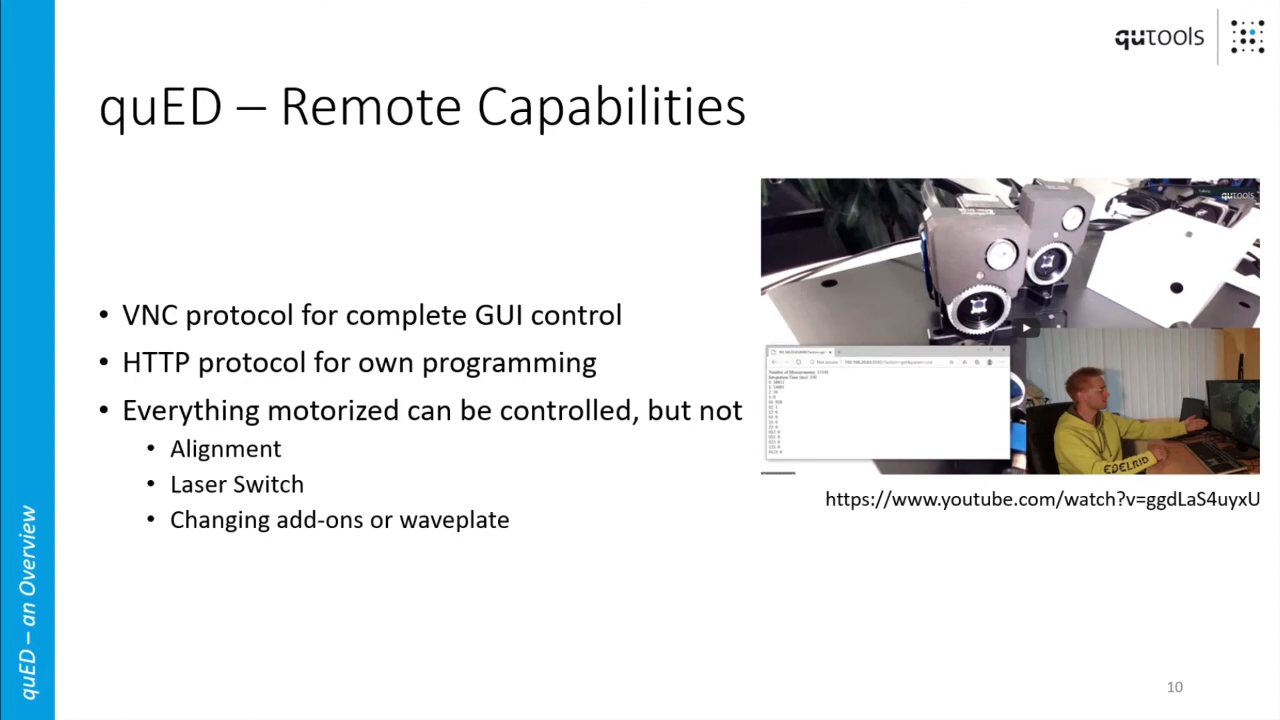 qutools
quED – Remote Capabilities
qutools
• VNC protocol for complete GUI control
• HTTP protocol for own programming
• Everything motorized can be controlled, but not
• Alignment
• Laser Switch
• Changing add-ons or waveplate
EDELRID
https://www.youtube.com/watch?v=ggdLaS4uyxU
quED – an Overview
10